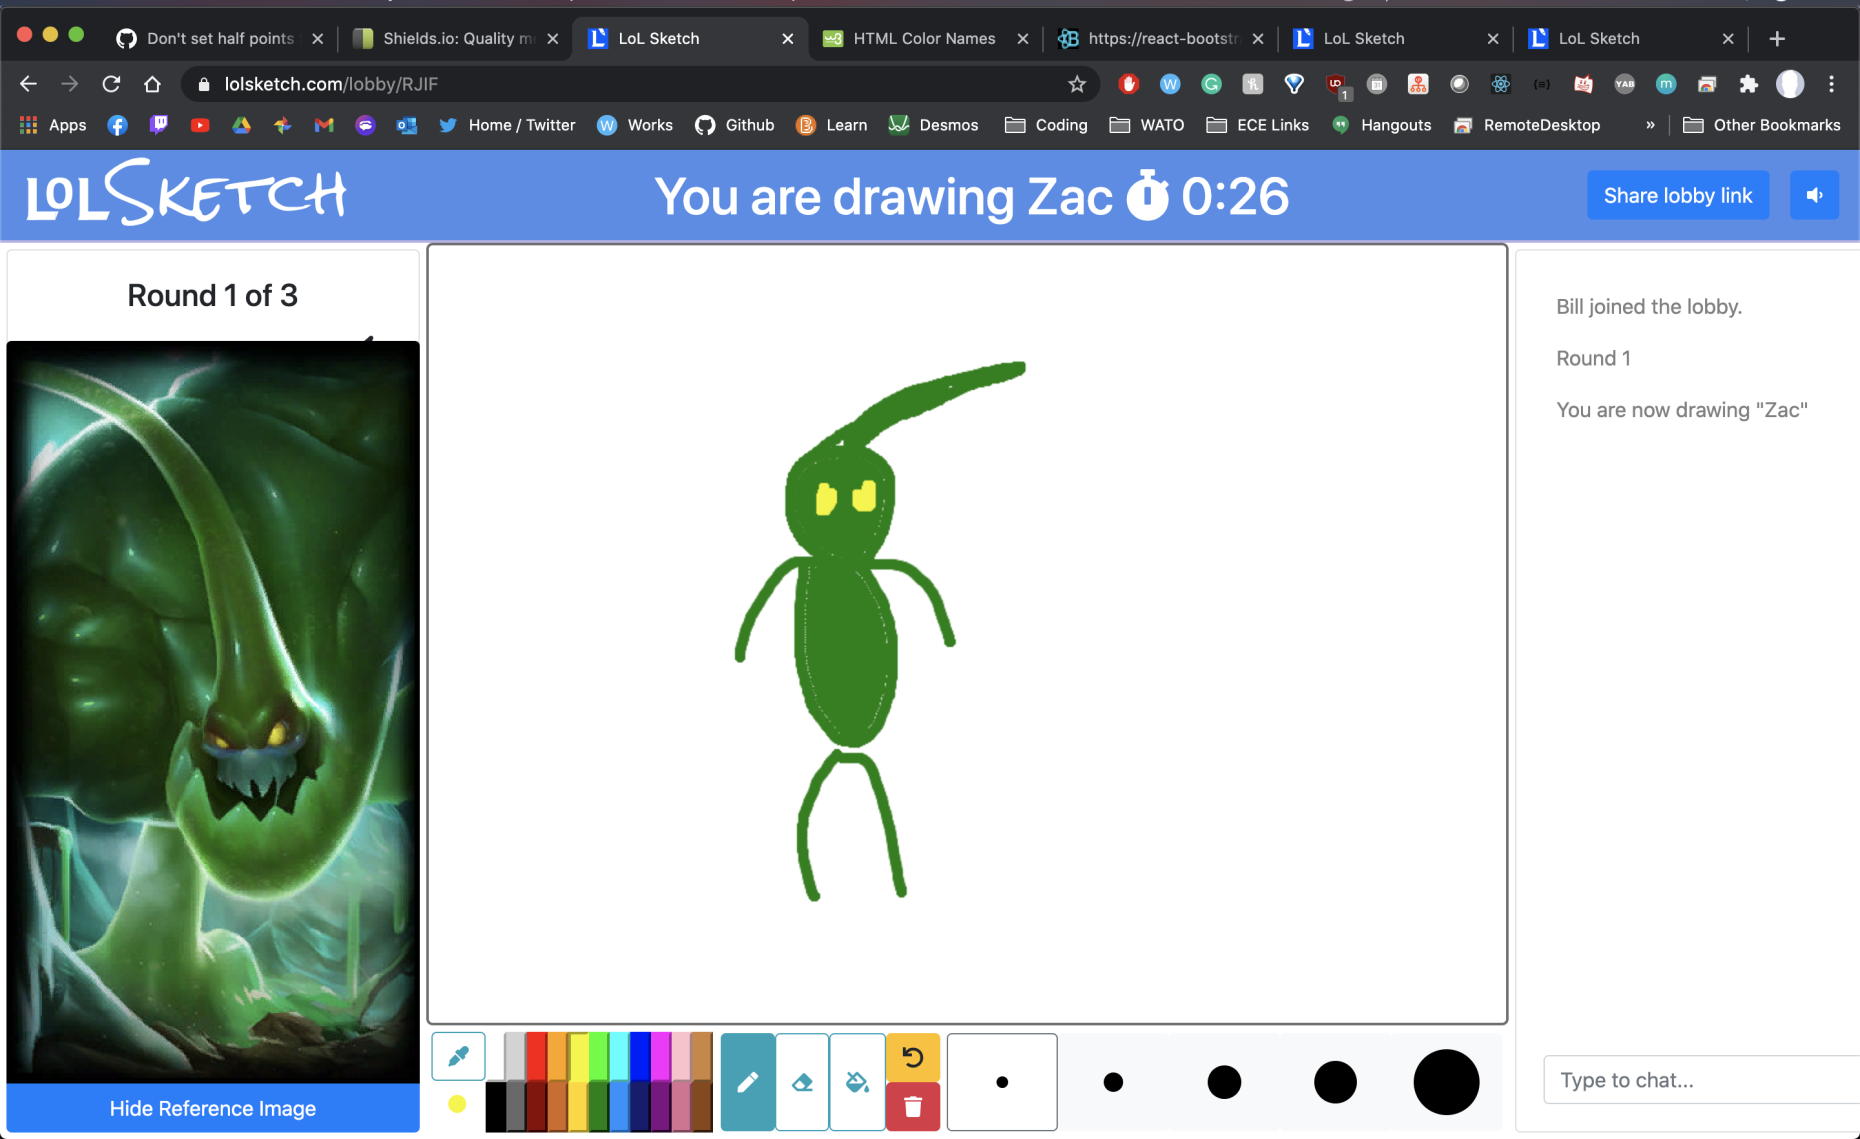 Don't set half points
Shields.io: Quality m
LoL Sketch
HTML Color Names
https://react-bootstr
LoL Sketch
LoL Sketch
lolsketch.com/lobby/RJIF
Apps
Home / Twitter
Works
Github
Learn
Desmos
Coding
WATO
ECE Links
Hangouts
RemoteDesktop
Other Bookmarks
LOLSKETCH
You are drawing Zac 0:26
Share lobby link
Round 1 of 3
Bill joined the lobby.
Round 1
You are now drawing "Zac"
Hide Reference Image
Type to chat...